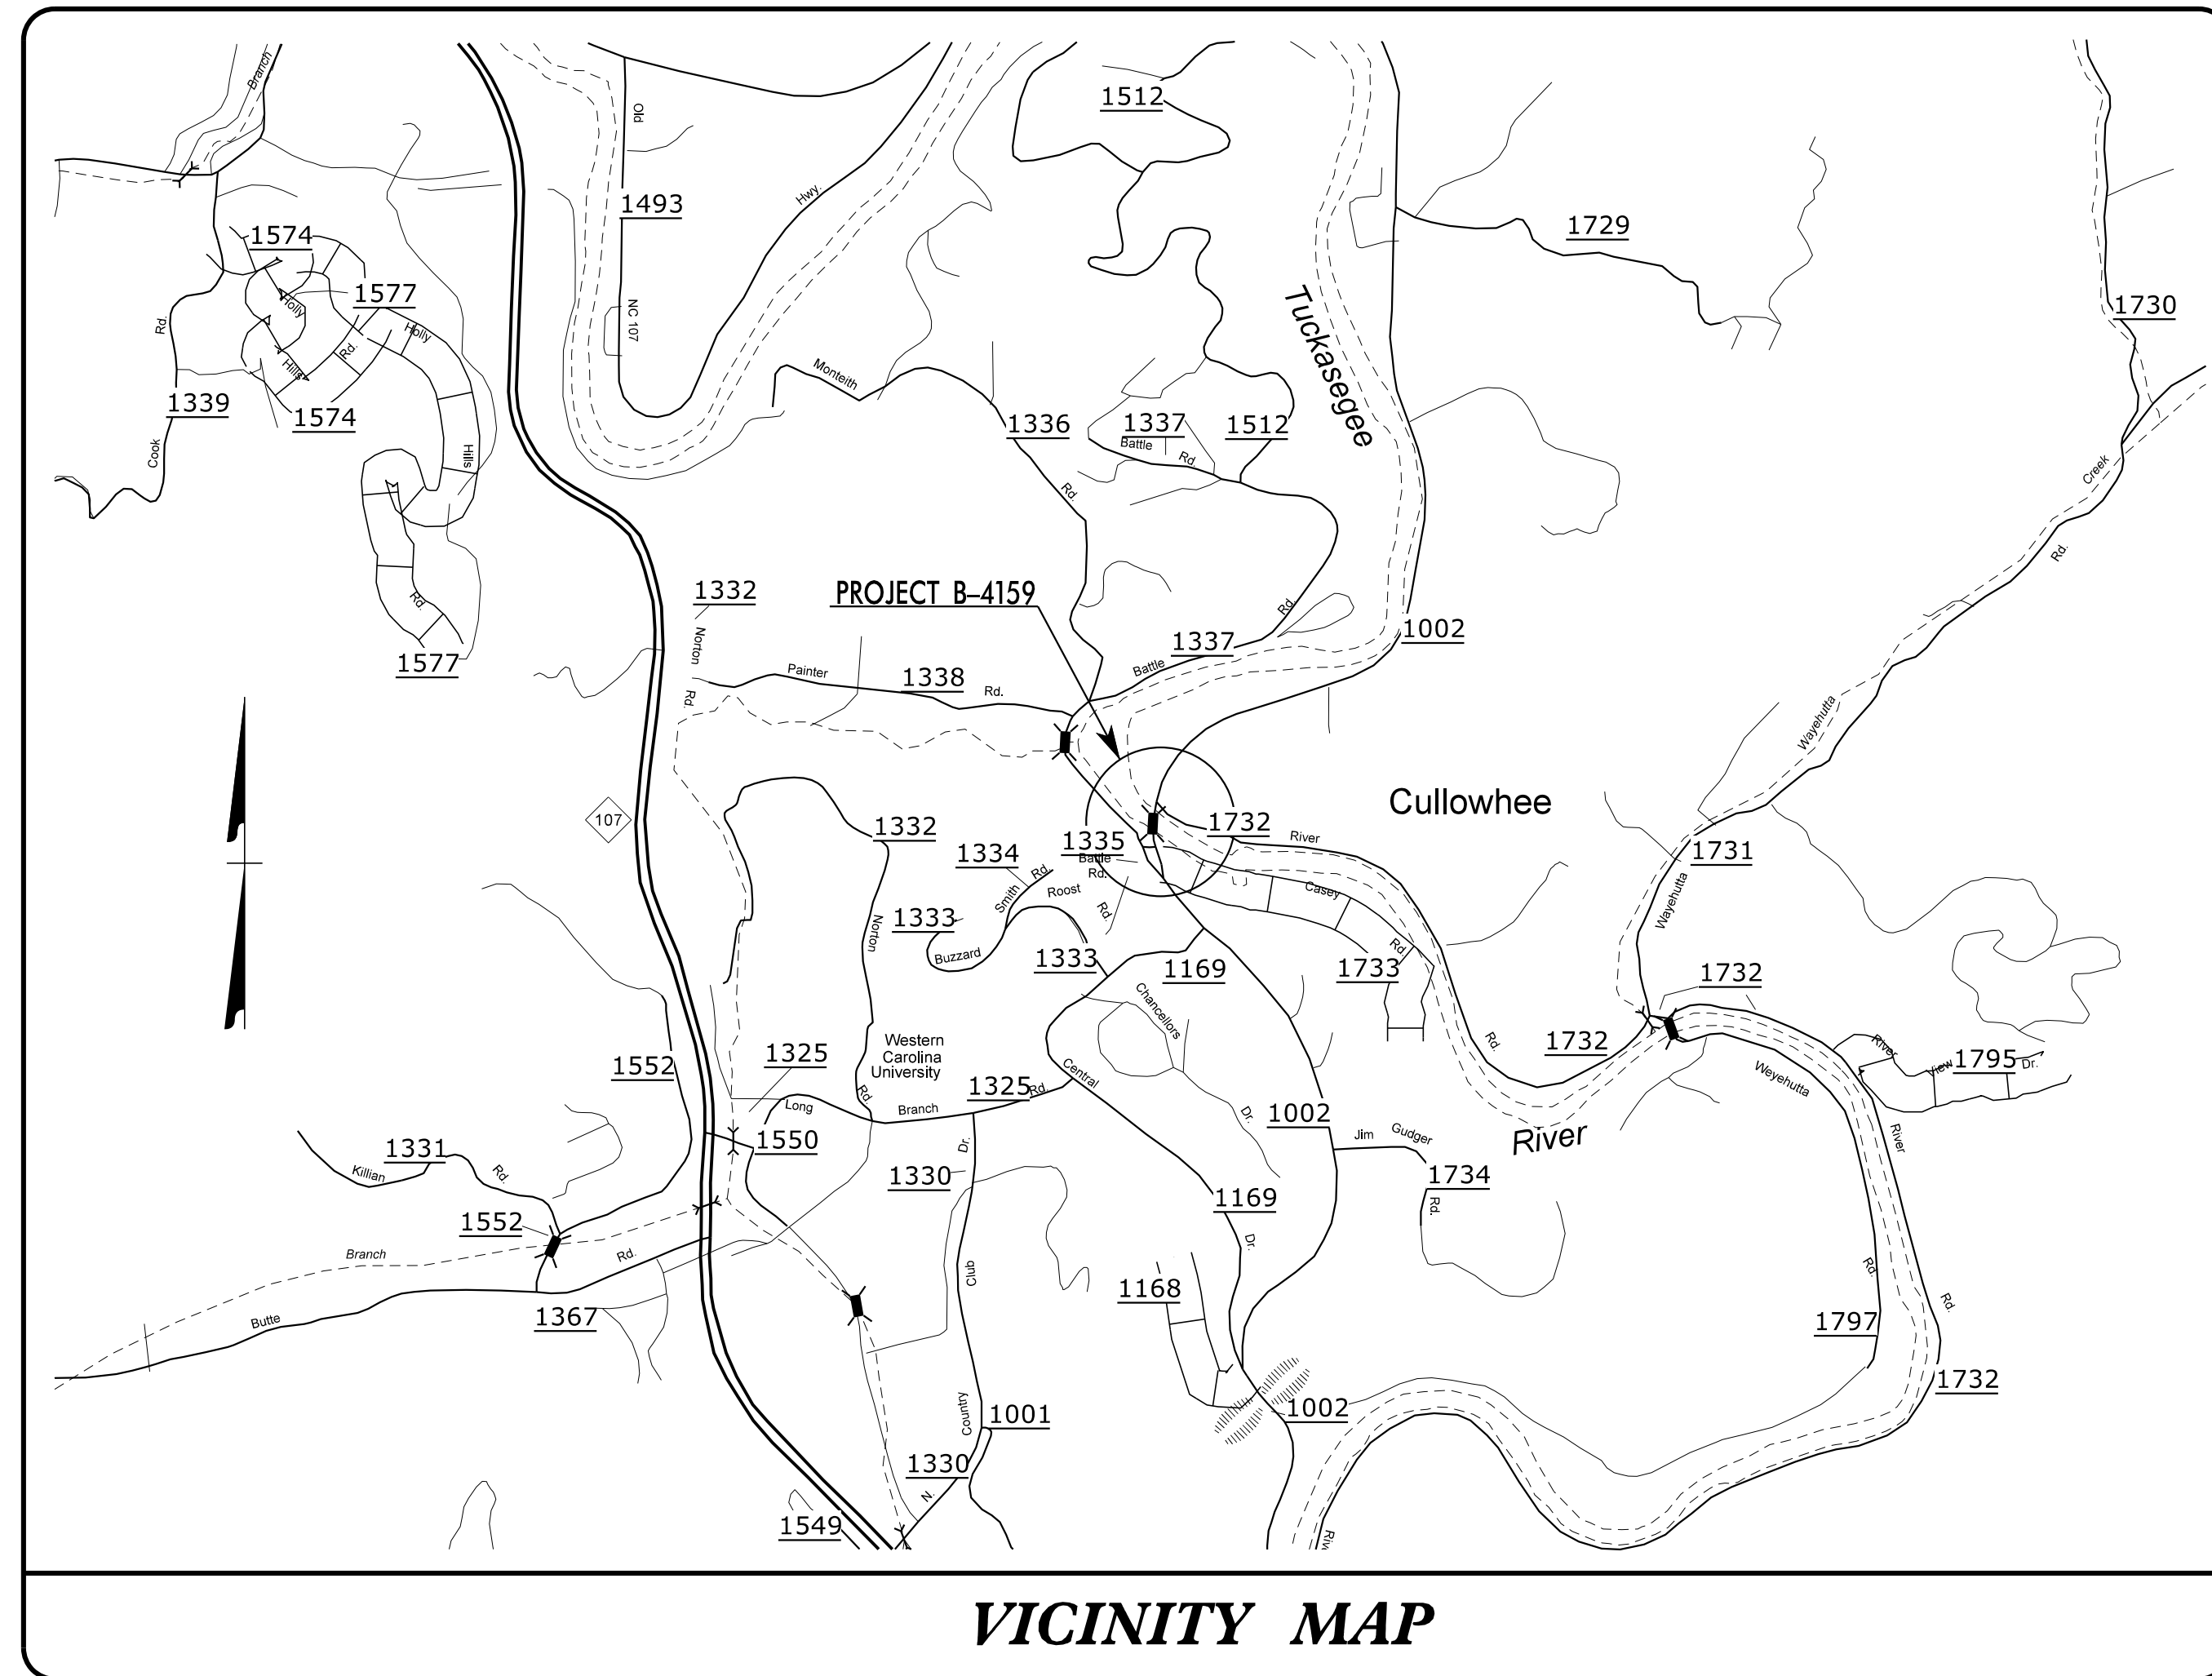 Branch
1512
Old
1493
Hwy.
1729
1574
1577
Holly
1730
NC 107
Rd.
Holly
Rd.
Tuckasegee
Hills
Monteith
1339
1574
1336
1337
1512
Battle
Rd.
Cook
Hills
Creek
Rd.
Rd.
1332
PROJECT B-4159
Rd.
Rd.
1577
Norton
1337
1002
Battle
Painter
1338
Rd.
Rd.
Wayehutta
Cullowhee
107
1332
1732
River
1335
1334
Battle
Rd.
1731
Rd.
Smith
Roost
Casey
Wayehutta
1333
Rd.
Norton
Buzzard
1333
1169
Rd.
1733
1732
Chancellors
Western
Carolina
University
1552
1325
Rd.
1732
River
View
1795
Dr.
Central
Weyehutta
1325
Rd.
Rd
Long
Branch
Dr.
1002
1550
Dr.
Jim
Gudger
River
River
1331
Killian
Rd.
1330
1734
1169
Rd.
1552
Dr.
Branch
Rd.
Club
Rd.
1168
Rd.
1367
Butte
1797
1732
Country
1001
1002
1330
N.
1549
Riv
VICINITY MAP